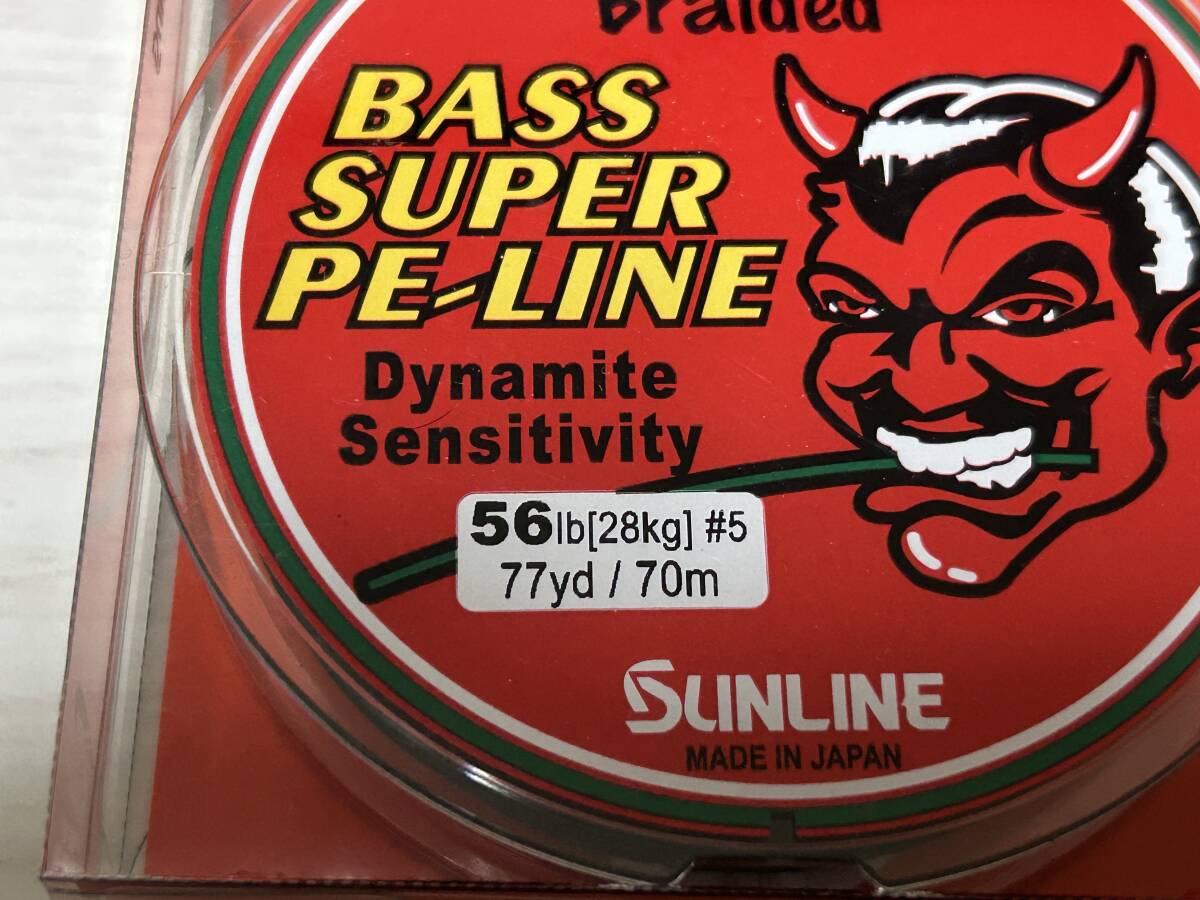 Braided
BASS
SUPER
PE-LINE
Dynamite
Sensitivity
56lb[28kg] #5
77yd / 70m
SUNLINE
MADE IN JAPAN